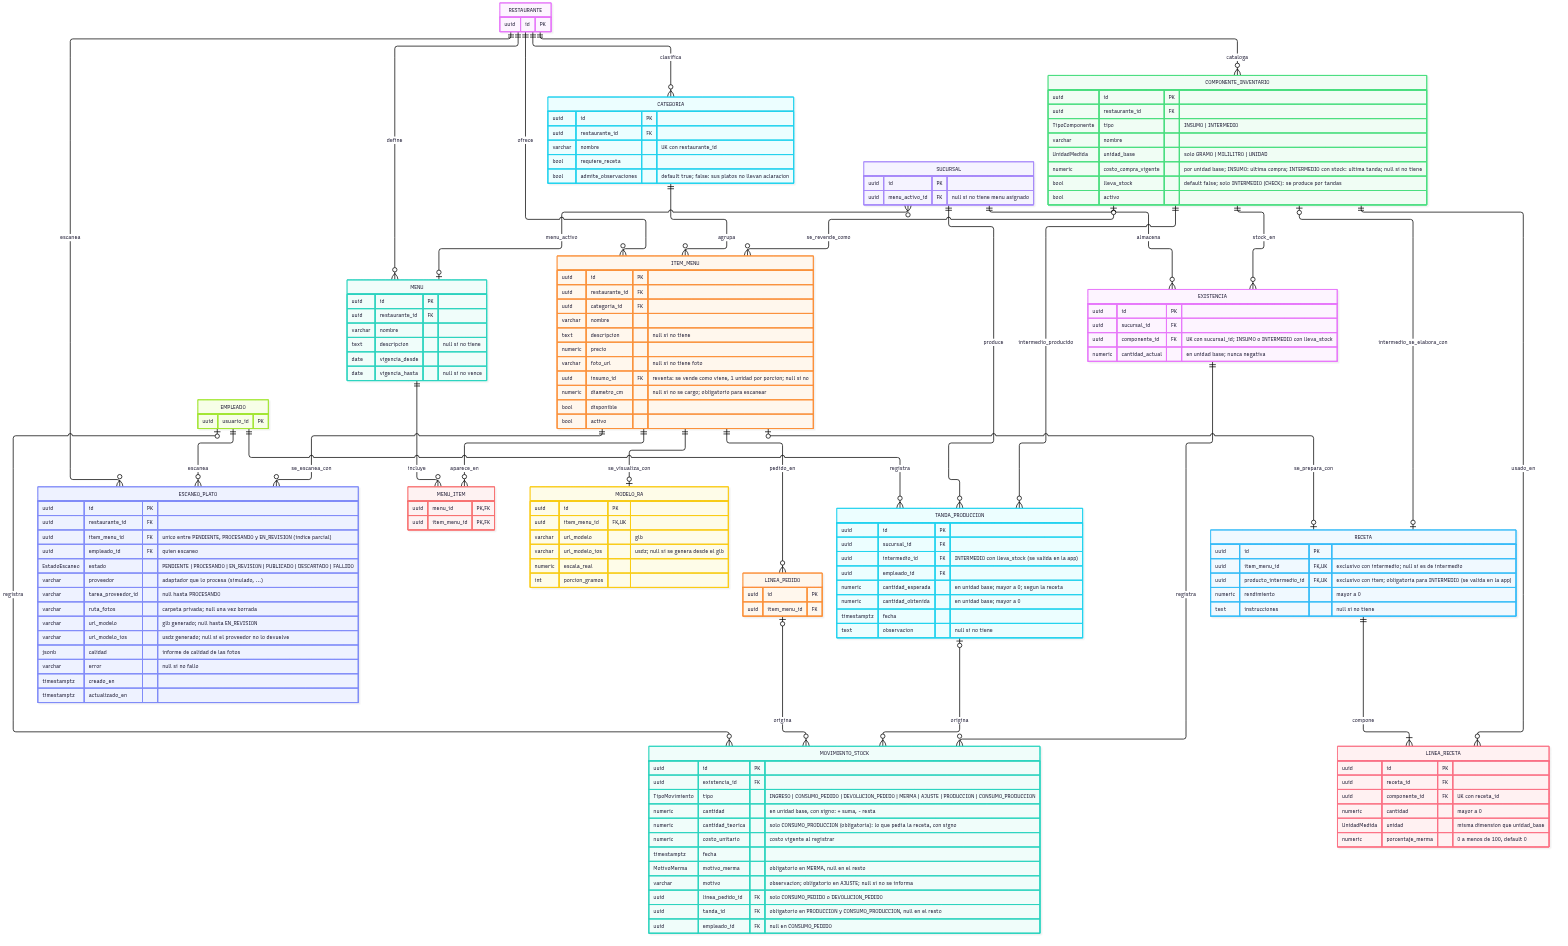 RESTAURANTE
uuid id PK
clasifica
cataloga
define
ofrece
escanea
CATEGORIA
uuid id PK
uuid restaurante_id FK
varchar nombre UK con restaurante_id
bool requiere_receta
bool admite_observaciones default true; false: sus platos no llevan aclaracion
COMPONENTE_INVENTARIO
uuid id PK
uuid restaurante_id FK
TipoComponente tipo INSUMO | INTERMEDIO
varchar nombre
UnidadMedida unidad_base solo GRAMO | MILILITRO | UNIDAD
numeric costo_compra_vigente por unidad base; INSUMO: ultima compra; INTERMEDIO con stock: ultima tanda; null si no tiene
bool lleva_stock default false; solo INTERMEDIO (CHECK): se produce por tandas
bool activo
SUCURSAL
uuid id PK
uuid menu_activo_id FK null si no tiene menu asignado
menu_activo
agrupa
se_revende_como
almacena
stock_en
MENU
uuid id PK
uuid restaurante_id FK
varchar nombre
text descripcion null si no tiene
date vigencia_desde
date vigencia_hasta null si no vence
ITEM_MENU
uuid id PK
uuid restaurante_id FK
uuid categoria_id FK
varchar nombre
text descripcion null si no tiene
numeric precio
varchar foto_url null si no tiene foto
uuid insumo_id FK reventa: se vende como viene, 1 unidad por porcion; null si no
numeric diametro_cm null si no se cargo; obligatorio para escanear
bool disponible
bool activo
EXISTENCIA
uuid id PK
uuid sucursal_id FK
uuid componente_id FK UK con sucursal_id; INSUMO o INTERMEDIO con lleva_stock
numeric cantidad_actual en unidad base; nunca negativa
produce
intermedio_producido
intermedio_se_elabora_con
EMPLEADO
uuid usuario_id PK
escanea
se_escanea_con
incluye
aparece_en
se_visualiza_con
pedido_en
registra
se_prepara_con
usado_en
ESCANEO_PLATO
uuid id PK
uuid restaurante_id FK
uuid item_menu_id FK unico entre PENDIENTE, PROCESANDO y EN_REVISION (indice parcial)
uuid empleado_id FK quien escaneo
EstadoEscaneo estado PENDIENTE | PROCESANDO | EN_REVISION | PUBLICADO | DESCARTADO | FALLIDO
varchar proveedor adaptador que lo procesa (simulado, ...)
varchar tarea_proveedor_id null hasta PROCESANDO
varchar ruta_fotos carpeta privada; null una vez borrada
varchar url_modelo glb generado; null hasta EN_REVISION
varchar url_modelo_ios usdz generado; null si el proveedor no lo devuelve
jsonb calidad informe de calidad de las fotos
varchar error null si no fallo
timestamptz creado_en
timestamptz actualizado_en
MENU_ITEM
uuid menu_id PK,FK
uuid item_menu_id PK,FK
MODELO_RA
uuid id PK
uuid item_menu_id FK,UK
varchar url_modelo glb
varchar url_modelo_ios usdz; null si se genera desde el glb
numeric escala_real
int porcion_gramos
LINEA_PEDIDO
uuid id PK
uuid item_menu_id FK
TANDA_PRODUCCION
uuid id PK
uuid sucursal_id FK
uuid intermedio_id FK INTERMEDIO con lleva_stock (se valida en la app)
uuid empleado_id FK
numeric cantidad_esperada en unidad base; mayor a 0; segun la receta
numeric cantidad_obtenida en unidad base; mayor a 0
timestamptz fecha
text observacion null si no tiene
RECETA
uuid id PK
uuid item_menu_id FK,UK exclusivo con intermedio; null si es de intermedio
uuid producto_intermedio_id FK,UK exclusivo con item; obligatorio para INTERMEDIO (se valida en la app)
numeric rendimiento mayor a 0
text instrucciones null si no tiene
registra
registra
origina
origina
compone
MOVIMIENTO_STOCK
uuid id PK
uuid existencia_id FK
TipoMovimiento tipo INGRESO | CONSUMO_PEDIDO | DEVOLUCION_PEDIDO | MERMA | AJUSTE | PRODUCCION | CONSUMO_PRODUCCION
numeric cantidad en unidad base, con signo: + suma, - resta
numeric cantidad_teorica solo CONSUMO_PRODUCCION (obligatoria): lo que pedia la receta, con signo
numeric costo_unitario costo vigente al registrar
timestamptz fecha
MotivoMerma motivo_merma obligatorio en MERMA, null en el resto
varchar motivo observacion; obligatorio en AJUSTE; null si no se informa
uuid linea_pedido_id FK solo CONSUMO_PEDIDO o DEVOLUCION_PEDIDO
uuid tanda_id FK obligatorio en PRODUCCION y CONSUMO_PRODUCCION, null en el resto
uuid empleado_id FK null en CONSUMO_PEDIDO
LINEA_RECETA
uuid id PK
uuid receta_id FK
uuid componente_id FK UK con receta_id
numeric cantidad mayor a 0
UnidadMedida unidad misma dimension que unidad_base
numeric porcentaje_merma 0 a menos de 100, default 0